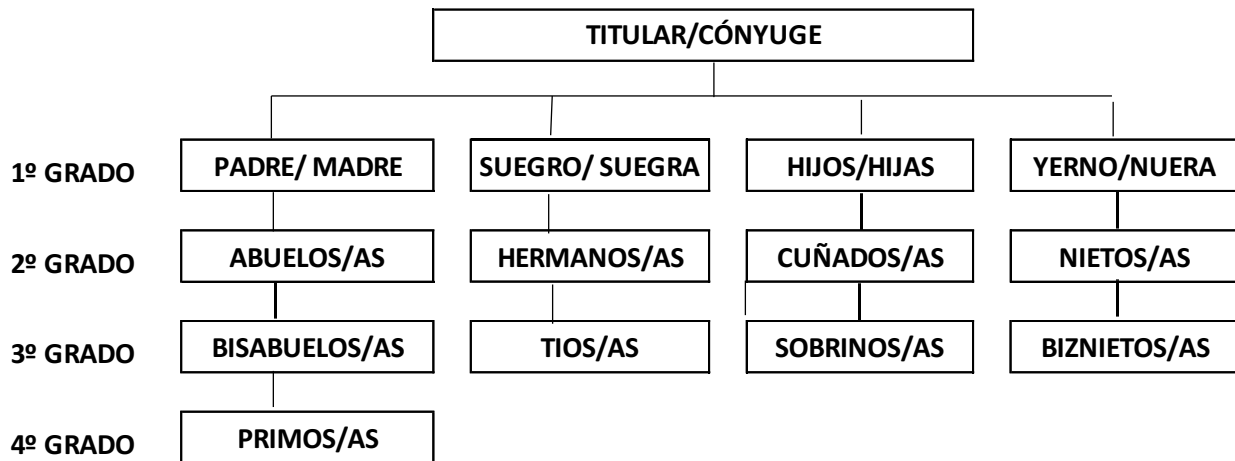 TITULAR/CÓNYUGE
1º GRADO PADRE/ MADRE SUEGRO/ SUEGRA HIJOS/HIJAS YERNO/NUERA
2º GRADO ABUELOS/AS HERMANOS/AS CUÑADOS/AS NIETOS/AS
3º GRADO BISABUELOS/AS TIOS/AS SOBRINOS/AS BIZNIETOS/AS
4º GRADO PRIMOS/AS